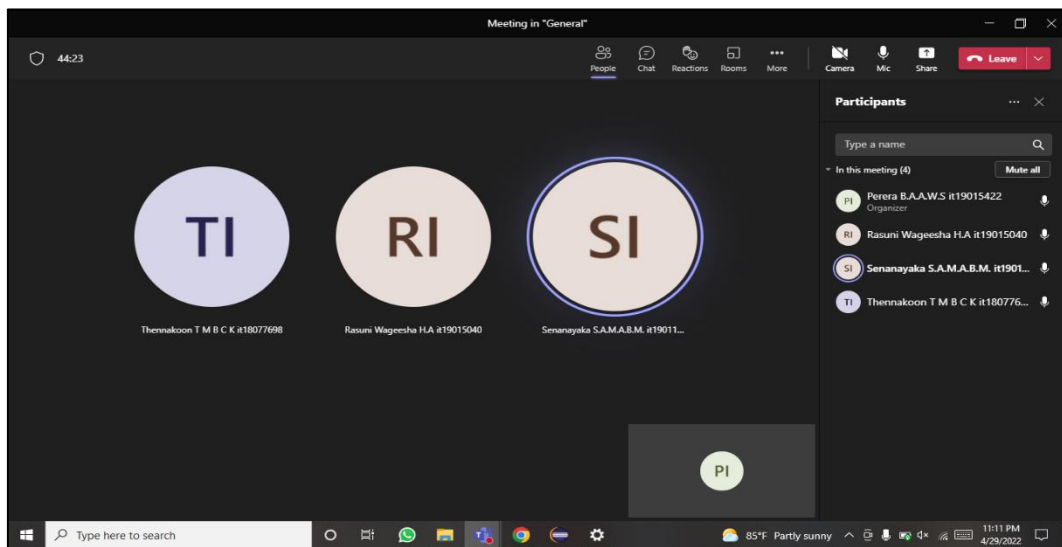 Meeting in "General"
44:23
People
Chat
Reactions
Rooms
More
Camera
Mic
Share
Leave
Participants
Type a name
In this meeting (4)
Mute all
PI
Perera B.A.A.W.S it19015422
Organizer
RI
Rasuni Wageesha H.A it19015040
SI
Senanayaka S.A.M.A.B.M. it1901...
TI
Thennakoon T M B C K it180776...
TI
RI
SI
Thennakoon T M B C K it18077698
Rasuni Wageesha H.A it19015040
Senanayaka S.A.M.A.B.M. it19011...
PI
Type here to search
85°F Partly sunny
11:11 PM
4/29/2022